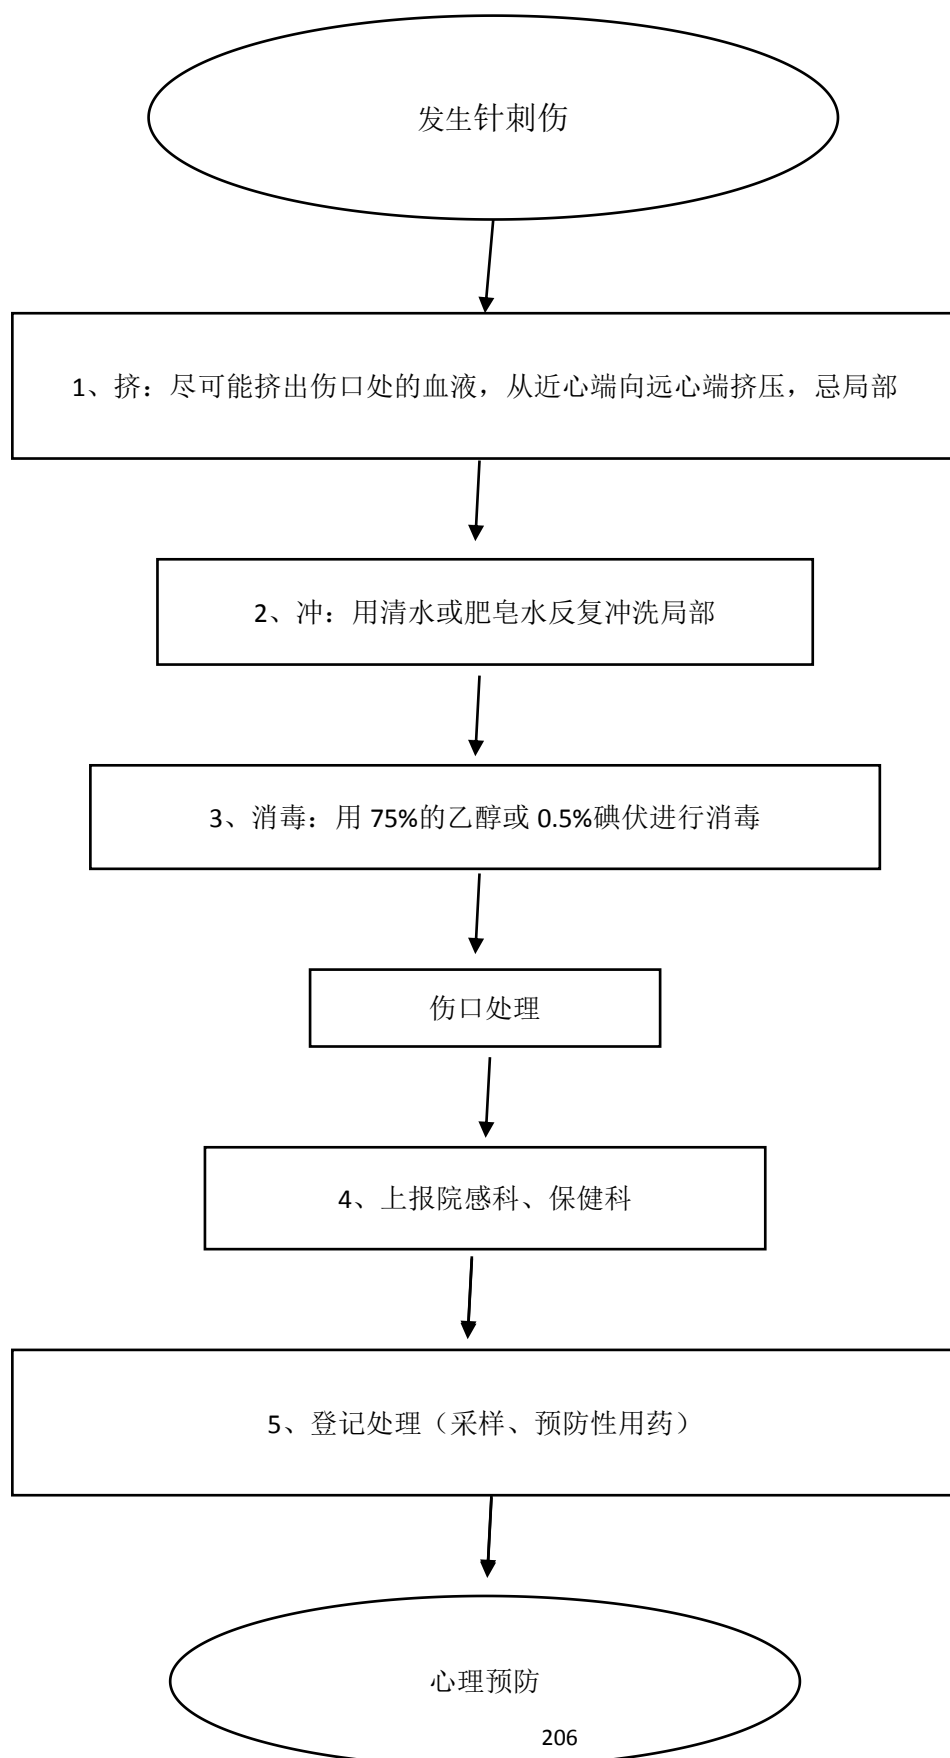 发生针刺伤
1、挤：尽可能挤出伤口处的血液，从近心端向远心端挤压，忌局部
2、冲：用清水或肥皂水反复冲洗局部
3、消毒：用 75%的乙醇或 0.5%碘伏进行消毒
伤口处理
4、上报院感科、保健科
5、登记处理（采样、预防性用药）
心理预防
206